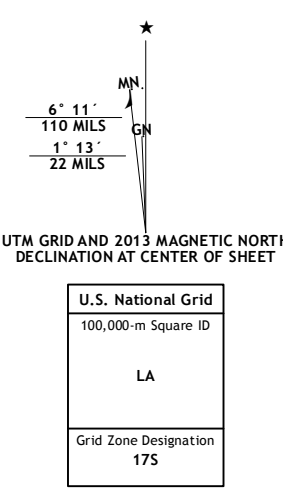 ★
MN.
6° 11´
110 MILS
GN
1° 13´
22 MILS
UTM GRID AND 2013 MAGNETIC NORTH
DECLINATION AT CENTER OF SHEET
U.S. National Grid
100,000-m Square ID
LA
Grid Zone Designation
17S